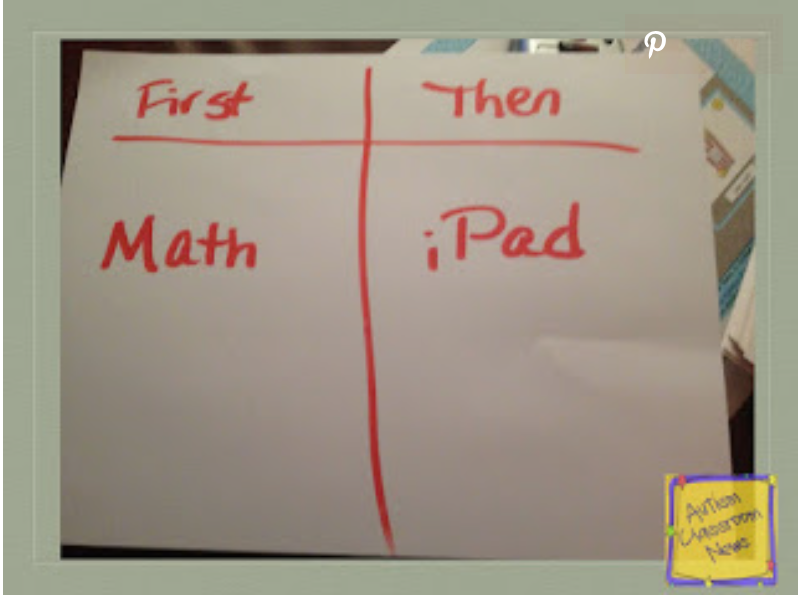 First Then
Math iPad
Autism
Classroom
News